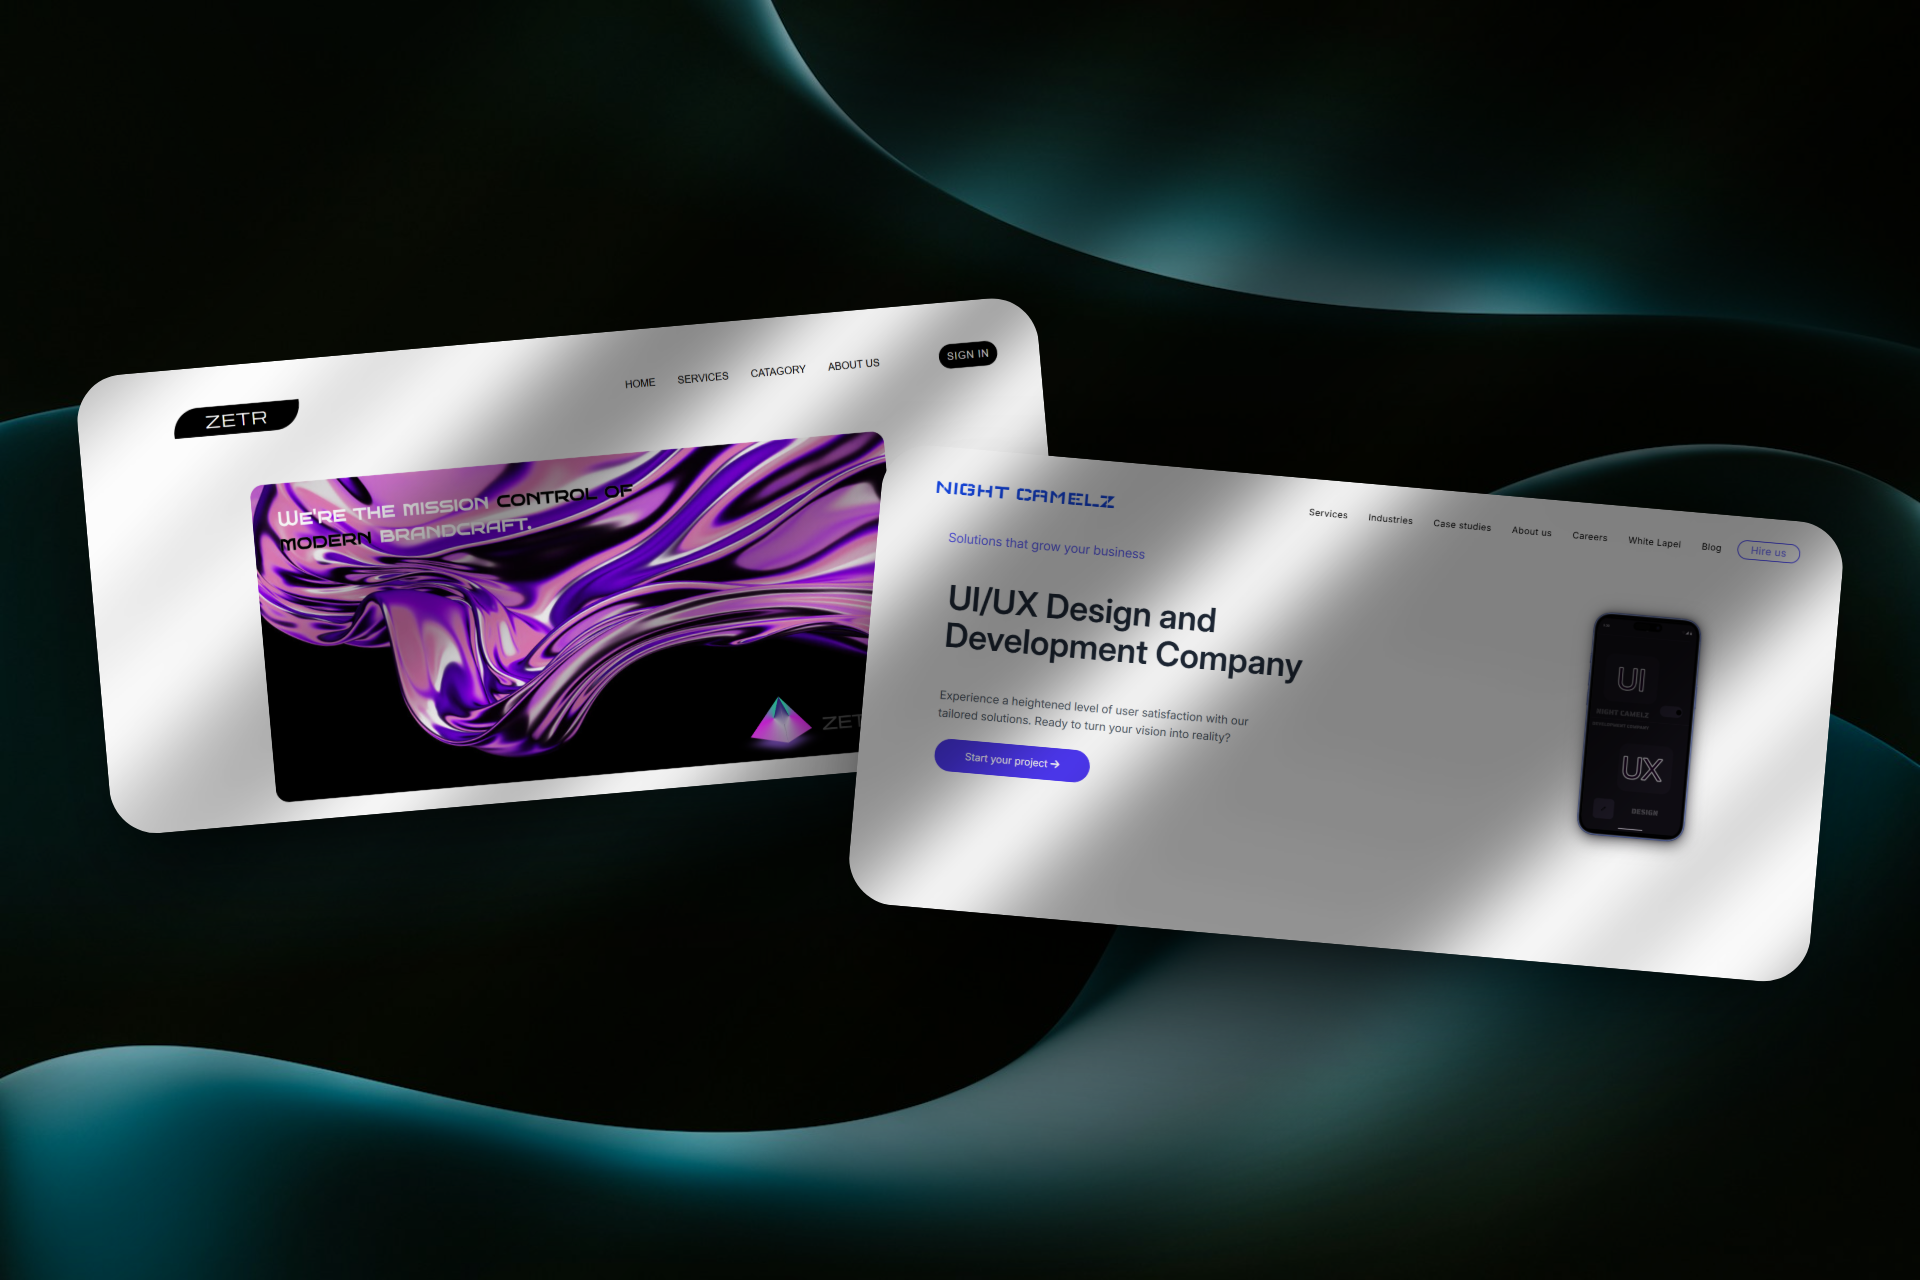 ZETR
HOME SERVICES CATAGORY ABOUT US
SIGN IN
WE'RE THE MISSION CONTROL OF
MODERN BRANDCRAFT.
NIGHT CAMELZ
Services Industries Case studies About us Careers White Lapel Blog Hire us
Solutions that grow your business
UI/UX Design and
Development Company
Experience a heightened level of user satisfaction with our
tailored solutions. Ready to turn your vision into reality?
Start your project →
UI
NIGHT CAMELZ
DEVELOPMENT COMPANY
UX
DESIGN